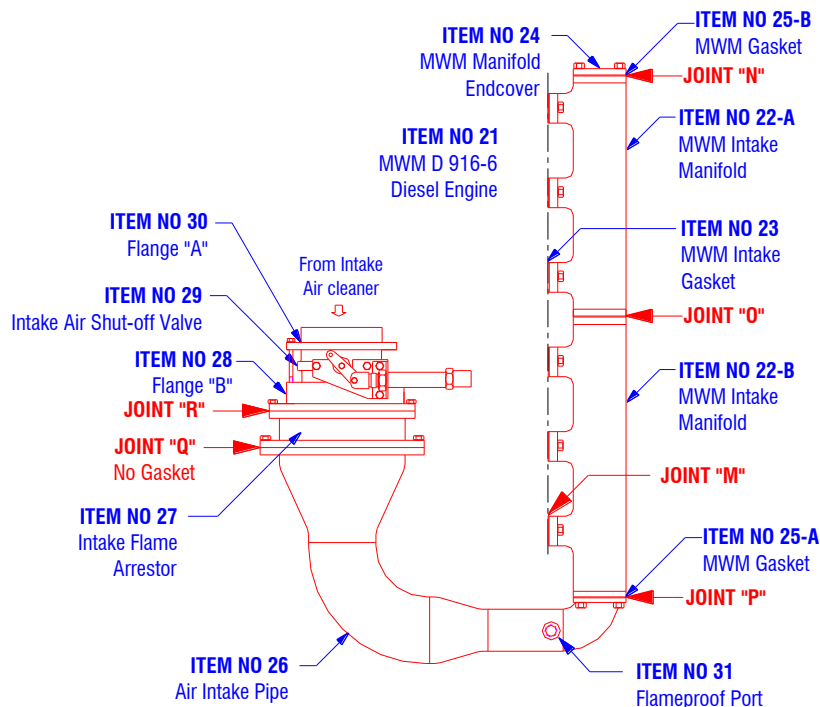 ITEM NO 24
MWM Manifold
Endcover
ITEM NO 25-B
MWM Gasket
JOINT "N"
ITEM NO 21
MWM D 916-6
Diesel Engine
ITEM NO 22-A
MWM Intake
Manifold
ITEM NO 30
Flange "A"
From Intake
Air cleaner
ITEM NO 23
MWM Intake
Gasket
ITEM NO 29
Intake Air Shut-off Valve
JOINT "O"
ITEM NO 28
Flange "B"
ITEM NO 22-B
MWM Intake
Manifold
JOINT "R"
JOINT "Q"
No Gasket
JOINT "M"
ITEM NO 27
Intake Flame
Arrestor
ITEM NO 25-A
MWM Gasket
JOINT "P"
ITEM NO 26
Air Intake Pipe
ITEM NO 31
Flameproof Port